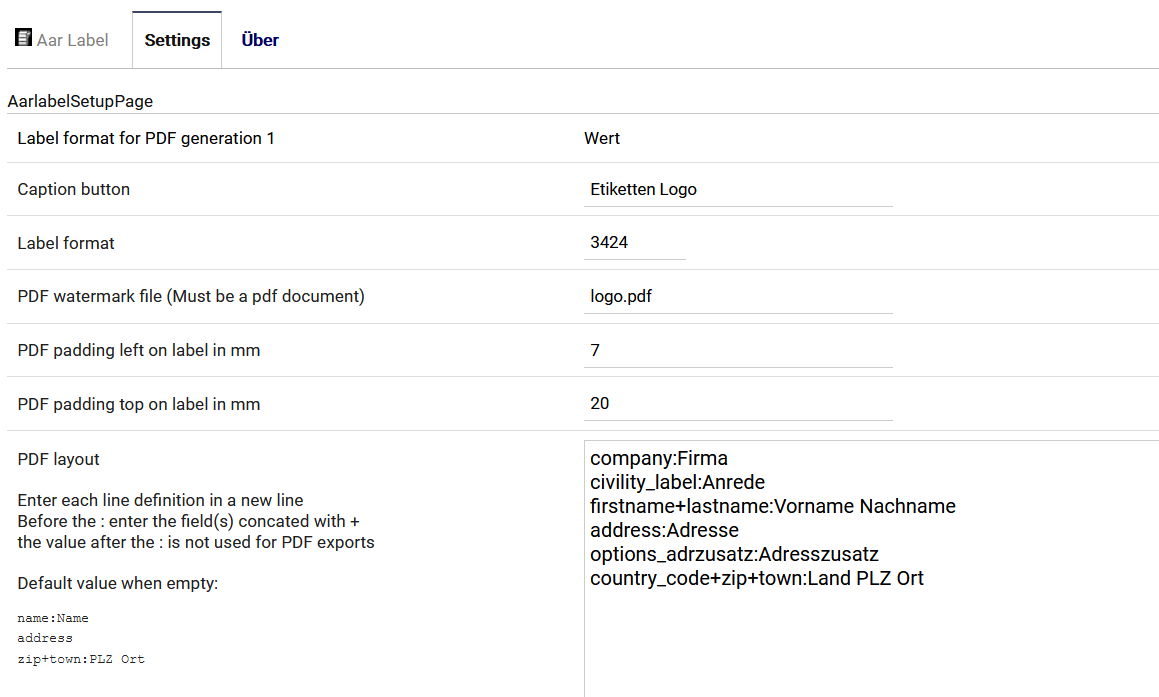 Aar Label Settings Über
AarlabelSetupPage
Label format for PDF generation 1 Wert
Caption button Etiketten Logo
Label format 3424
PDF watermark file (Must be a pdf document) logo.pdf
PDF padding left on label in mm 7
PDF padding top on label in mm 20
PDF layout
Enter each line definition in a new line
Before the : enter the field(s) concated with +
the value after the : is not used for PDF exports
Default value when empty:
name:Name
address
zip+town:PLZ Ort
company:Firma
civility_label:Anrede
firstname+lastname:Vorname Nachname
address:Adresse
options_adrzusatz:Adresszusatz
country_code+zip+town:Land PLZ Ort